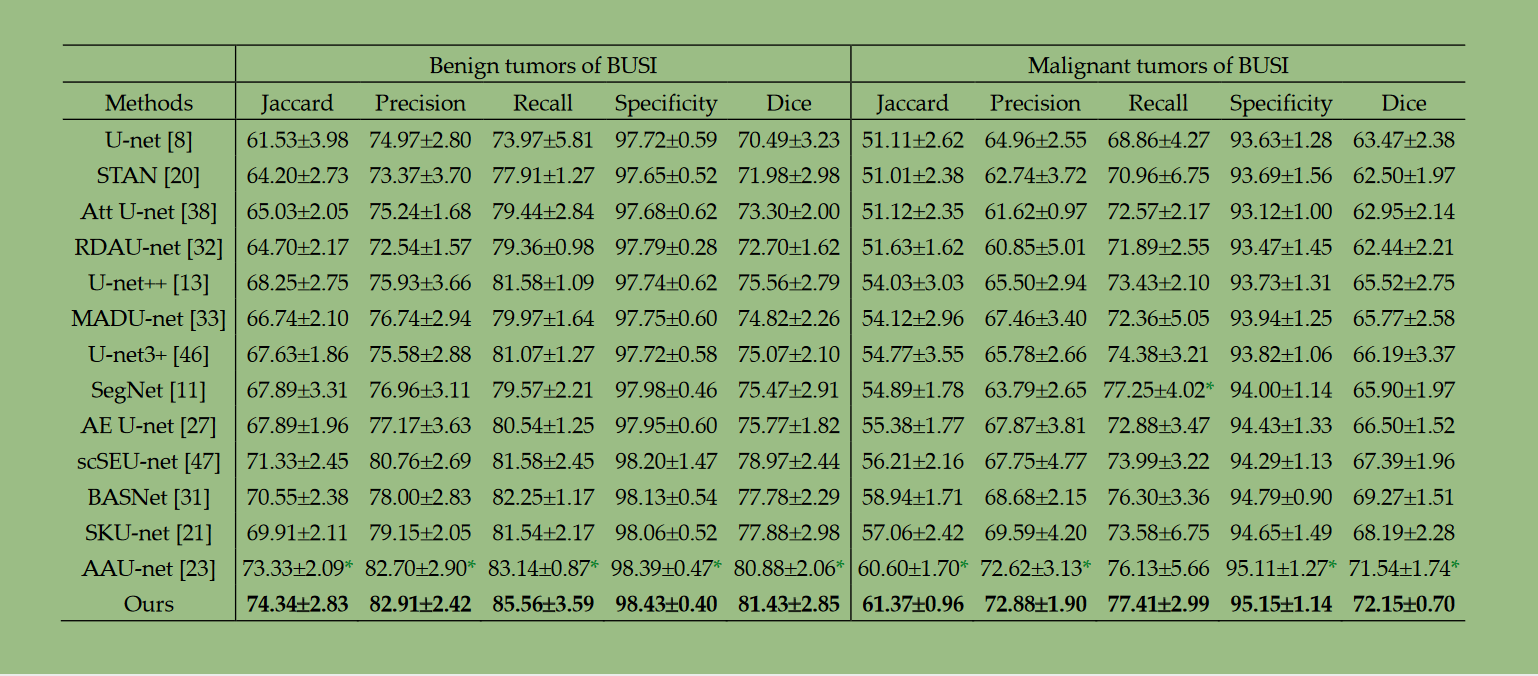 Benign tumors of BUSI Malignant tumors of BUSI
Methods Jaccard Precision Recall Specificity Dice Jaccard Precision Recall Specificity Dice
U-net [8] 61.53±3.98 74.97±2.80 73.97±5.81 97.72±0.59 70.49±3.23 51.11±2.62 64.96±2.55 68.86±4.27 93.63±1.28 63.47±2.38
STAN [20] 64.20±2.73 73.37±3.70 77.91±1.27 97.65±0.52 71.98±2.98 51.01±2.38 62.74±3.72 70.96±6.75 93.69±1.56 62.50±1.97
Att U-net [38] 65.03±2.05 75.24±1.68 79.44±2.84 97.68±0.62 73.30±2.00 51.12±2.35 61.62±0.97 72.57±2.17 93.12±1.00 62.95±2.14
RDAU-net [32] 64.70±2.17 72.54±1.57 79.36±0.98 97.79±0.28 72.70±1.62 51.63±1.62 60.85±5.01 71.89±2.55 93.47±1.45 62.44±2.21
U-net++ [13] 68.25±2.75 75.93±3.66 81.58±1.09 97.74±0.62 75.56±2.79 54.03±3.03 65.50±2.94 73.43±2.10 93.73±1.31 65.52±2.75
MADU-net [33] 66.74±2.10 76.74±2.94 79.97±1.64 97.75±0.60 74.82±2.26 54.12±2.96 67.46±3.40 72.36±5.05 93.94±1.25 65.77±2.58
U-net3+ [46] 67.63±1.86 75.58±2.88 81.07±1.27 97.72±0.58 75.07±2.10 54.77±3.55 65.78±2.66 74.38±3.21 93.82±1.06 66.19±3.37
SegNet [11] 67.89±3.31 76.96±3.11 79.57±2.21 97.98±0.46 75.47±2.91 54.89±1.78 63.79±2.65 77.25±4.02* 94.00±1.14 65.90±1.97
AE U-net [27] 67.89±1.96 77.17±3.63 80.54±1.25 97.95±0.60 75.77±1.82 55.38±1.77 67.87±3.81 72.88±3.47 94.43±1.33 66.50±1.52
scSEU-net [47] 71.33±2.45 80.76±2.69 81.58±2.45 98.20±1.47 78.97±2.44 56.21±2.16 67.75±4.77 73.99±3.22 94.29±1.13 67.39±1.96
BASNet [31] 70.55±2.38 78.00±2.83 82.25±1.17 98.13±0.54 77.78±2.29 58.94±1.71 68.68±2.15 76.30±3.36 94.79±0.90 69.27±1.51
SKU-net [21] 69.91±2.11 79.15±2.05 81.54±2.17 98.06±0.52 77.88±2.98 57.06±2.42 69.59±4.20 73.58±6.75 94.65±1.49 68.19±2.28
AAU-net [23] 73.33±2.09* 82.70±2.90* 83.14±0.87* 98.39±0.47* 80.88±2.06* 60.60±1.70* 72.62±3.13* 76.13±5.66 95.11±1.27* 71.54±1.74*
Ours 74.34±2.83 82.91±2.42 85.56±3.59 98.43±0.40 81.43±2.85 61.37±0.96 72.88±1.90 77.41±2.99 95.15±1.14 72.15±0.70